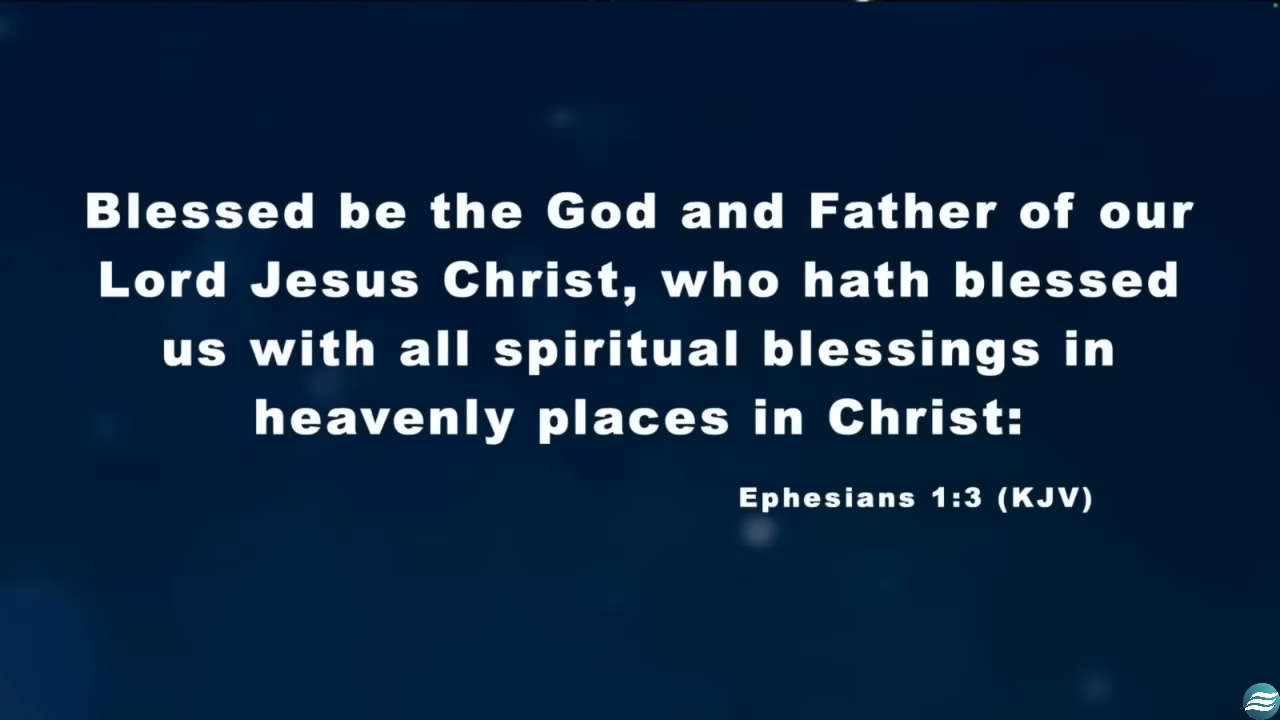 Blessed be the God and Father of our
Lord Jesus Christ, who hath blessed
us with all spiritual blessings in
heavenly places in Christ:
Ephesians 1:3 (KJV)